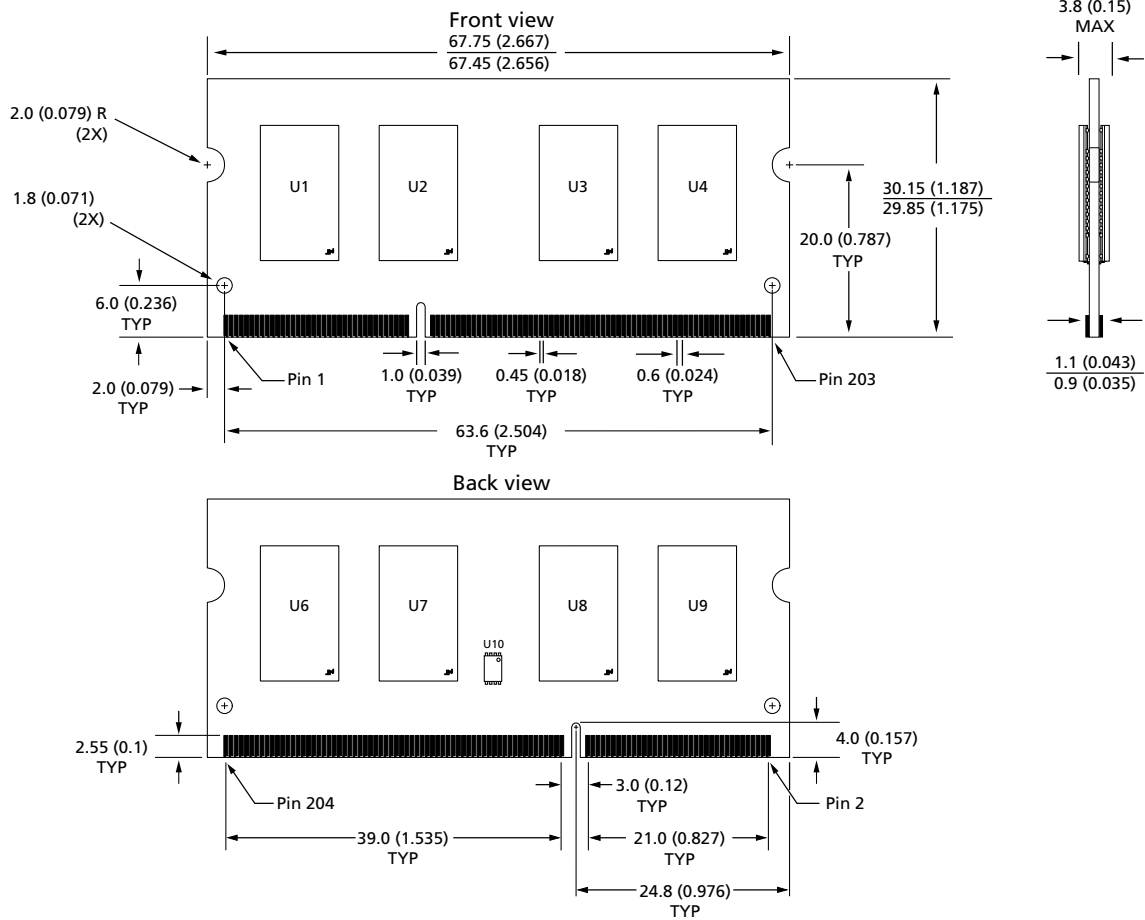 Front view
67.75 (2.667)
67.45 (2.656)
3.8 (0.15)
MAX
2.0 (0.079) R
(2X)
U1
U2
U3
U4
1.8 (0.071)
(2X)
30.15 (1.187)
29.85 (1.175)
20.0 (0.787)
TYP
6.0 (0.236)
TYP
2.0 (0.079)
TYP
Pin 1
1.0 (0.039)
TYP
0.45 (0.018)
TYP
0.6 (0.024)
TYP
Pin 203
1.1 (0.043)
0.9 (0.035)
63.6 (2.504)
TYP
Back view
U6
U7
U8
U9
U10
2.55 (0.1)
TYP
4.0 (0.157)
TYP
Pin 204
3.0 (0.12)
TYP
Pin 2
39.0 (1.535)
TYP
21.0 (0.827)
TYP
24.8 (0.976)
TYP